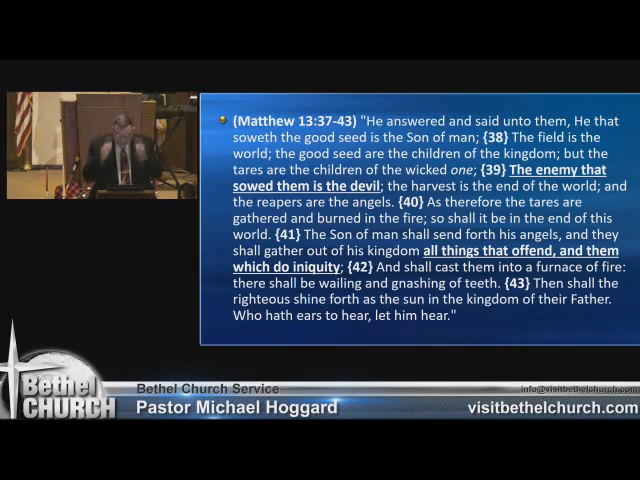 (Matthew 13:37-43) "He answered and said unto them, He that
soweth the good seed is the Son of man; {38} The field is the
world; the good seed are the children of the kingdom; but the
tares are the children of the wicked one; {39} The enemy that
sowed them is the devil; the harvest is the end of the world; and
the reapers are the angels. {40} As therefore the tares are
gathered and burned in the fire; so shall it be in the end of this
world. {41} The Son of man shall send forth his angels, and they
shall gather out of his kingdom all things that offend, and them
which do iniquity; {42} And shall cast them into a furnace of fire:
there shall be wailing and gnashing of teeth. {43} Then shall the
righteous shine forth as the sun in the kingdom of their Father.
Who hath ears to hear, let him hear."
Bethel
CHURCH
Bethel Church Service
info@visitbethelchurch.com
Pastor Michael Hoggard
visitbethelchurch.com